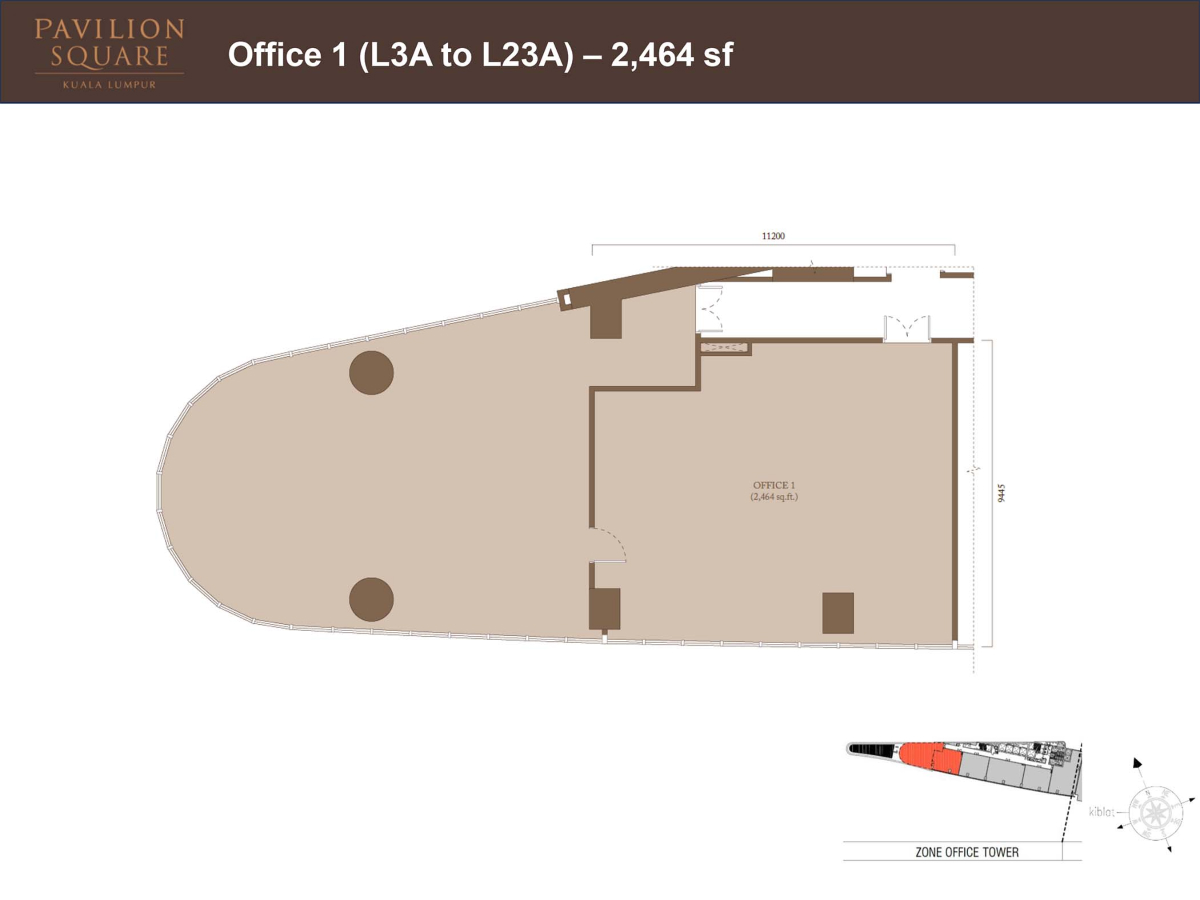 PAVILION
SQUARE
KUALA LUMPUR
Office 1 (L3A to L23A) – 2,464 sf
11200
OFFICE 1
(2,464 sq.ft.)
9445
kiblat
N
ZONE OFFICE TOWER